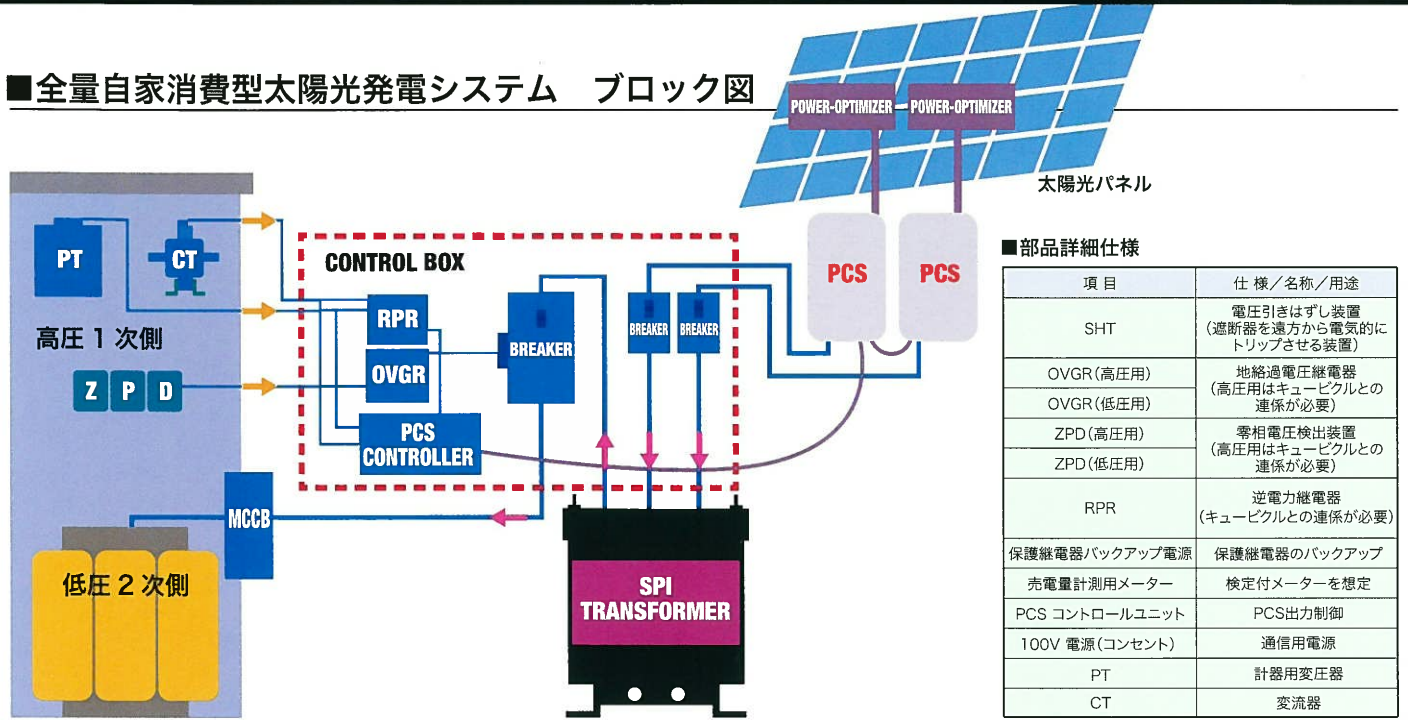 ■全量自家消費型太陽光発電システム ブロック図
POWER-OPTIMIZER
POWER-OPTIMIZER
太陽光パネル
PT
CT
CONTROL BOX
PCS
PCS
高圧1次側
RPR
BREAKER
BREAKER
BREAKER
OVGR
Z P D
PCS
CONTROLLER
MCCB
低圧2次側
SPI
TRANSFORMER
■部品詳細仕様
項目 仕様/名称/用途
SHT 電圧引きはずし装置
(遮断器を遠方から電気的に
トリップさせる装置)
OVGR(高圧用) 地絡過電圧継電器
(高圧用はキュービクルとの
OVGR(低圧用) 連係が必要)
ZPD(高圧用) 零相電圧検出装置
(高圧用はキュービクルとの
ZPD(低圧用) 連係が必要)
RPR 逆電力継電器
(キュービクルとの連係が必要)
保護継電器バックアップ電源 保護継電器のバックアップ
売電量計測用メーター 検定付メーターを想定
PCS コントロールユニット PCS出力制御
100V 電源(コンセント) 通信用電源
PT 計器用変圧器
CT 変流器